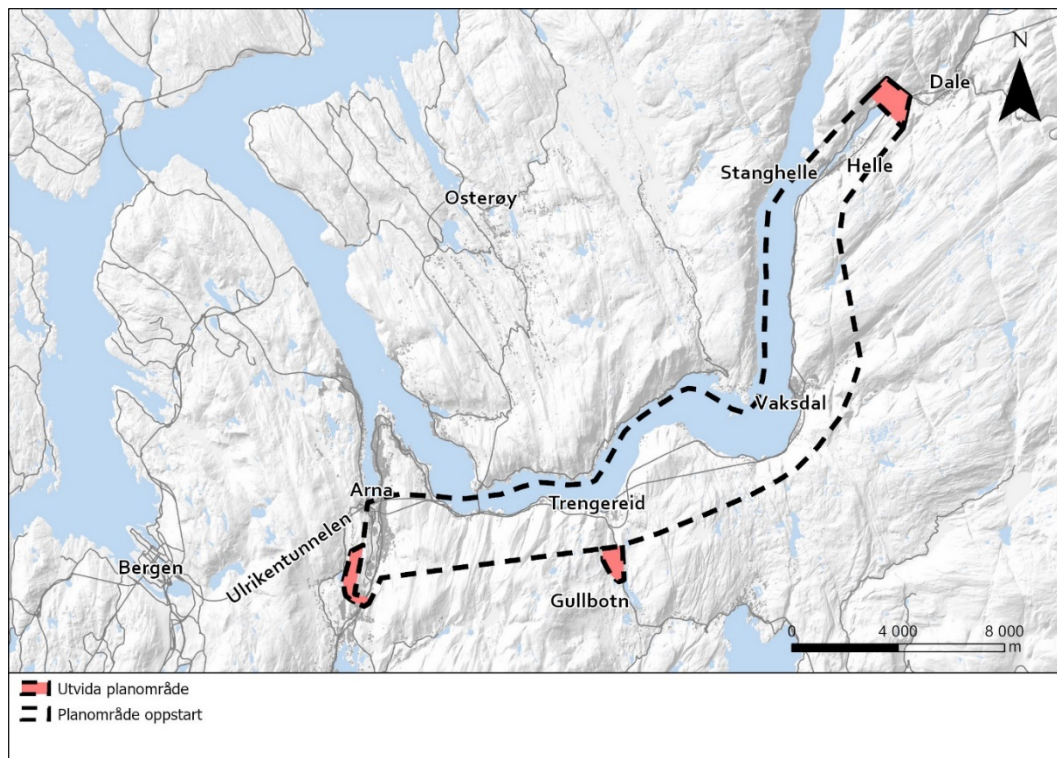 N
Dale
Stanghelle
Helle
Osterøy
Vaksdal
Arna
Trengereid
Ulrikentunnelen
Bergen
Gullbotn
0 4 000 8 000
m
Utvida planområde
Planområde oppstart